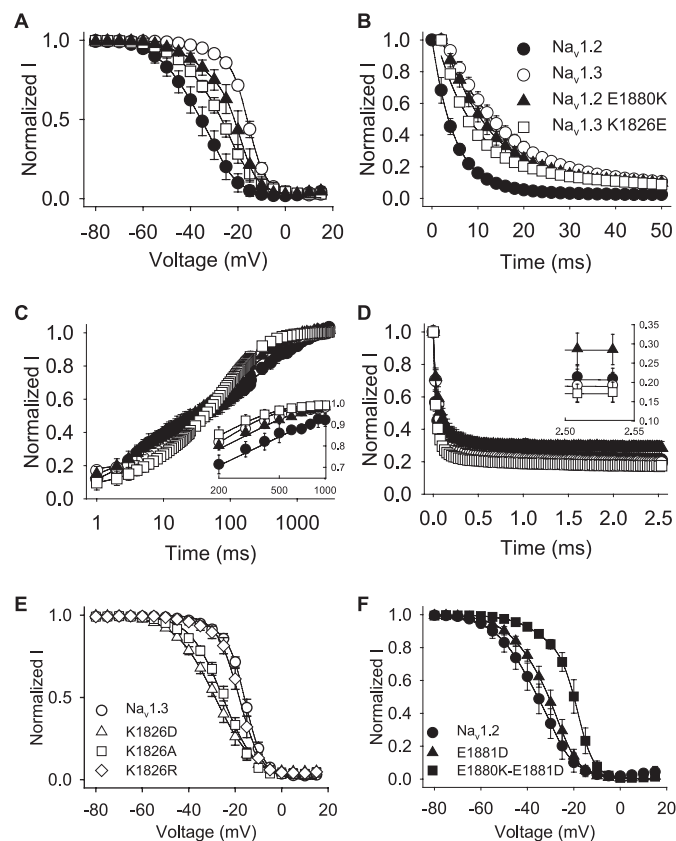 A
Normalized I
1.0
0.5
0.0
-80 -60 -40 -20 0 20
Voltage (mV)
B
Normalized I
1.0
0.8
0.6
0.4
0.2
0.0
0 10 20 30 40 50
Time (ms)
Nav1.2
Nav1.3
Nav1.2 E1880K
Nav1.3 K1826E
C
Normalized I
1.0
0.8
0.6
0.4
0.2
0.0
1 10 100 1000
Time (ms)
1.0
0.9
0.8
0.7
200 500 1000
D
Normalized I
1.0
0.8
0.6
0.4
0.2
0.0
0.0 0.5 1.0 1.5 2.0 2.5
Time (ms)
0.35
0.30
0.25
0.20
0.15
0.10
2.50 2.55
E
Normalized I
1.0
0.5
0.0
-80 -60 -40 -20 0 20
Voltage (mV)
Nav1.3
K1826D
K1826A
K1826R
F
Normalized I
1.0
0.8
0.6
0.4
0.2
0.0
-80 -60 -40 -20 0 20
Voltage (mV)
Nav1.2
E1881D
E1880K-E1881D